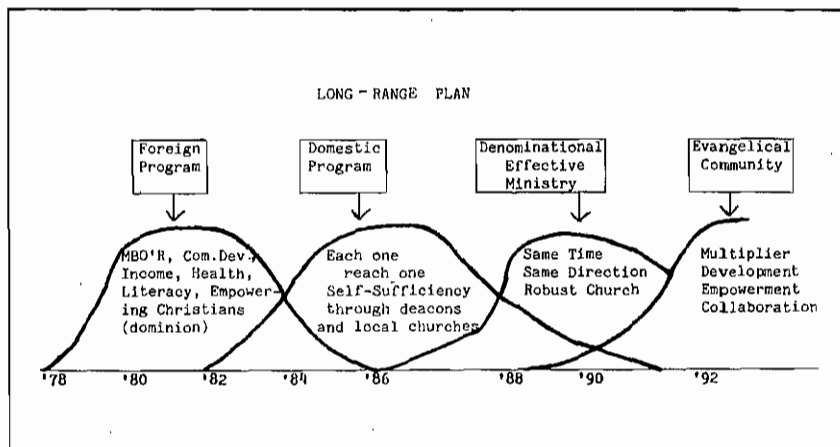 LONG-RANGE PLAN
Foreign
Program
Domestic
Program
Denominational
Effective
Ministry
Evangelical
Community
MBO'R, Com.Dev.,
Income, Health,
Literacy, Empower-
ing Christians
(dominion)
Each one
reach one
Self-Sufficiency
through deacons
and local churches
Same Time
Same Direction
Robust Church
Multiplier
Development
Empowerment
Collaboration
'78 '80 '82 '84 '86 '88 '90 '92